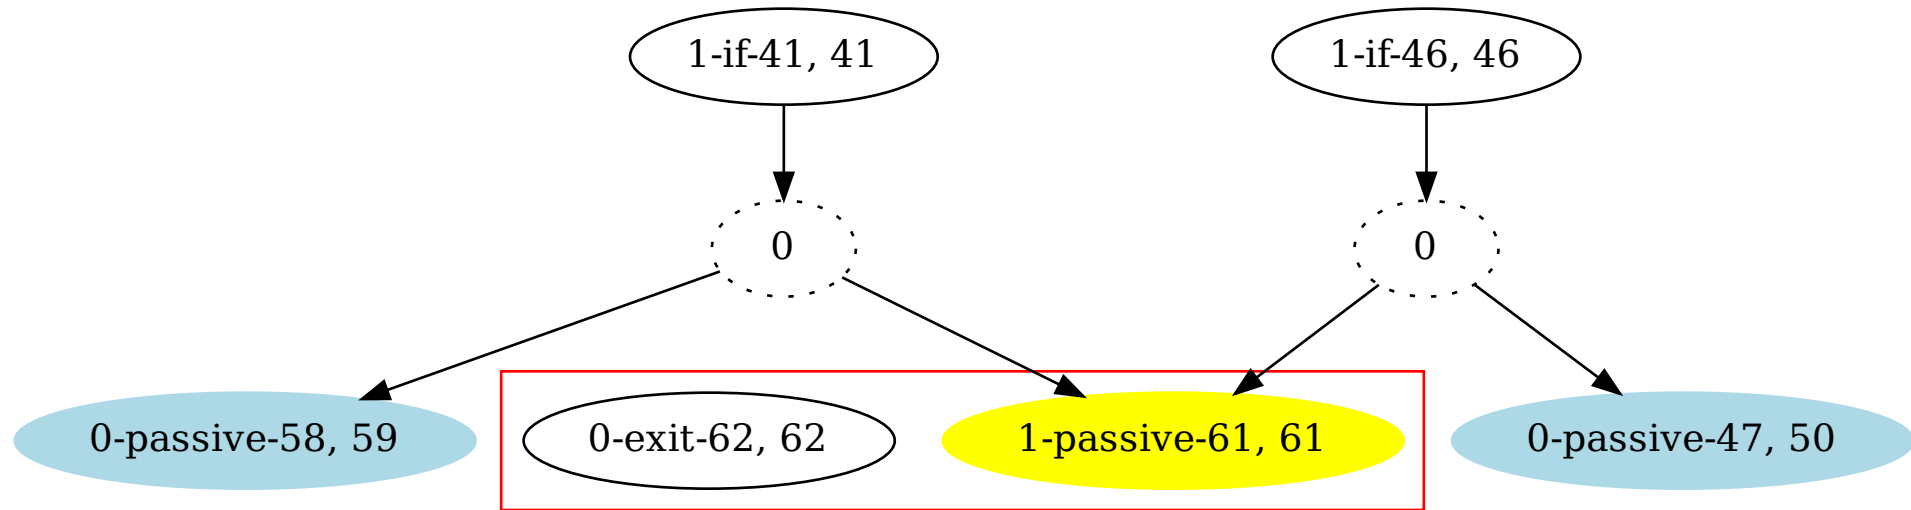 1-if-41, 41
1-if-46, 46
0
0
0-passive-58, 59
0-exit-62, 62
1-passive-61, 61
0-passive-47, 50